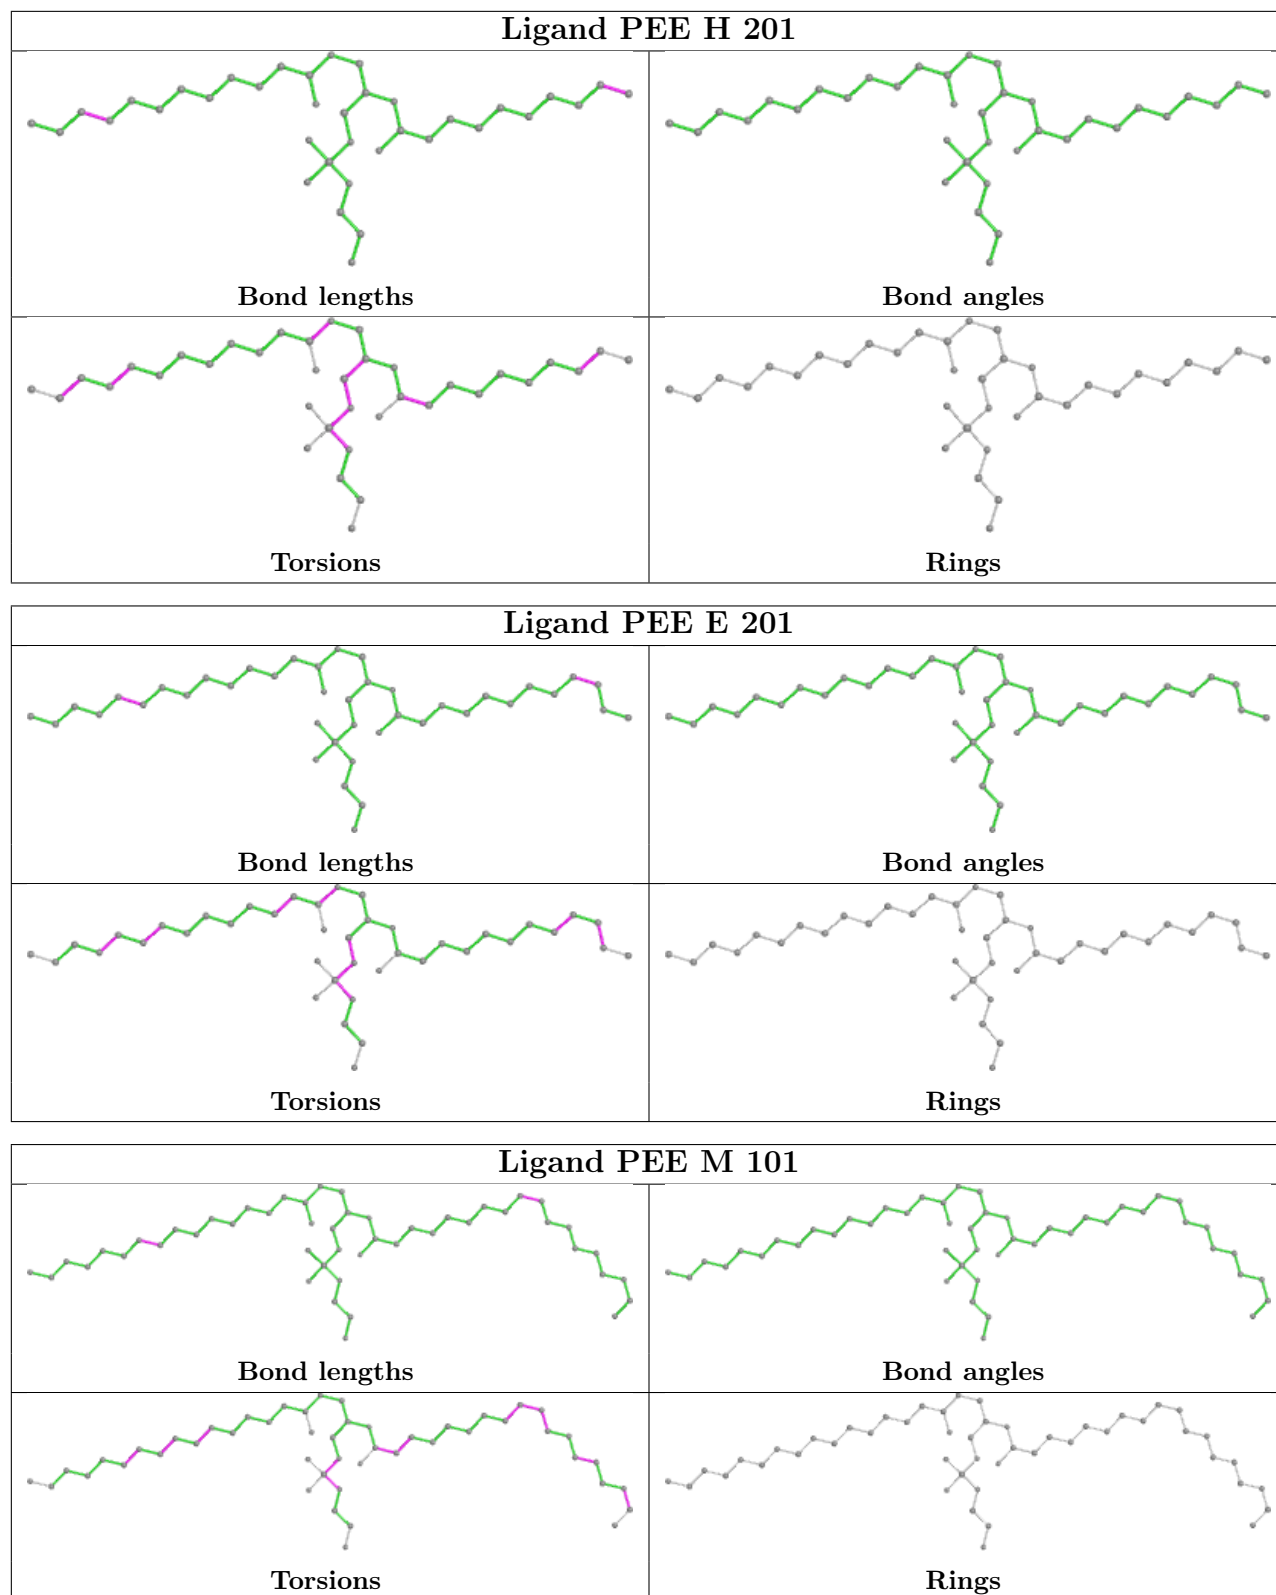 Ligand PEE H 201
Bond lengths
Bond angles
Torsions
Rings
Ligand PEE E 201
Bond lengths
Bond angles
Torsions
Rings
Ligand PEE M 101
Bond lengths
Bond angles
Torsions
Rings